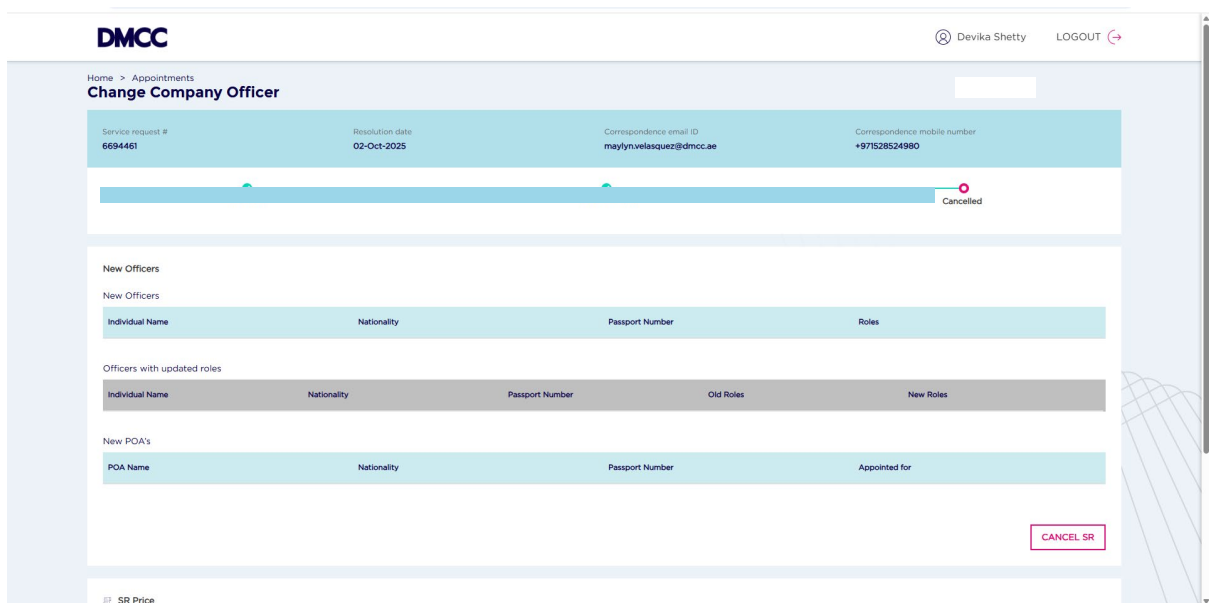 DMCC
Devika Shetty LOGOUT
Home > Appointments
Change Company Officer
Service request # Resolution date Correspondence email ID Correspondence mobile number
6694461 02-Oct-2025 maylyn.velasquez@dmcc.ae +971528524980
Cancelled
New Officers
New Officers
Individual Name Nationality Passport Number Roles
Officers with updated roles
Individual Name Nationality Passport Number Old Roles New Roles
New POA's
POA Name Nationality Passport Number Appointed for
CANCEL SR
SR Price